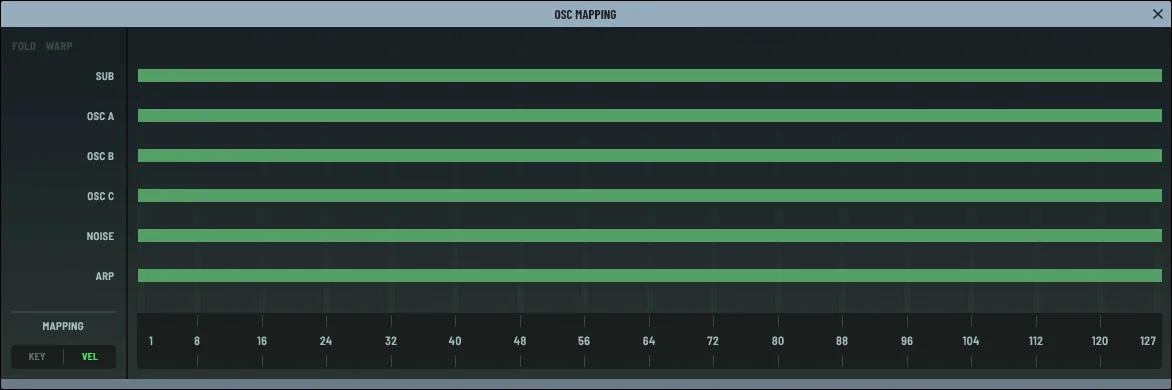 OSC MAPPING
FOLD WARP
SUB
OSC A
OSC B
OSC C
NOISE
ARP
MAPPING
1 8 16 24 32 40 48 56 64 72 80 88 96 104 112 120 127
KEY VEL